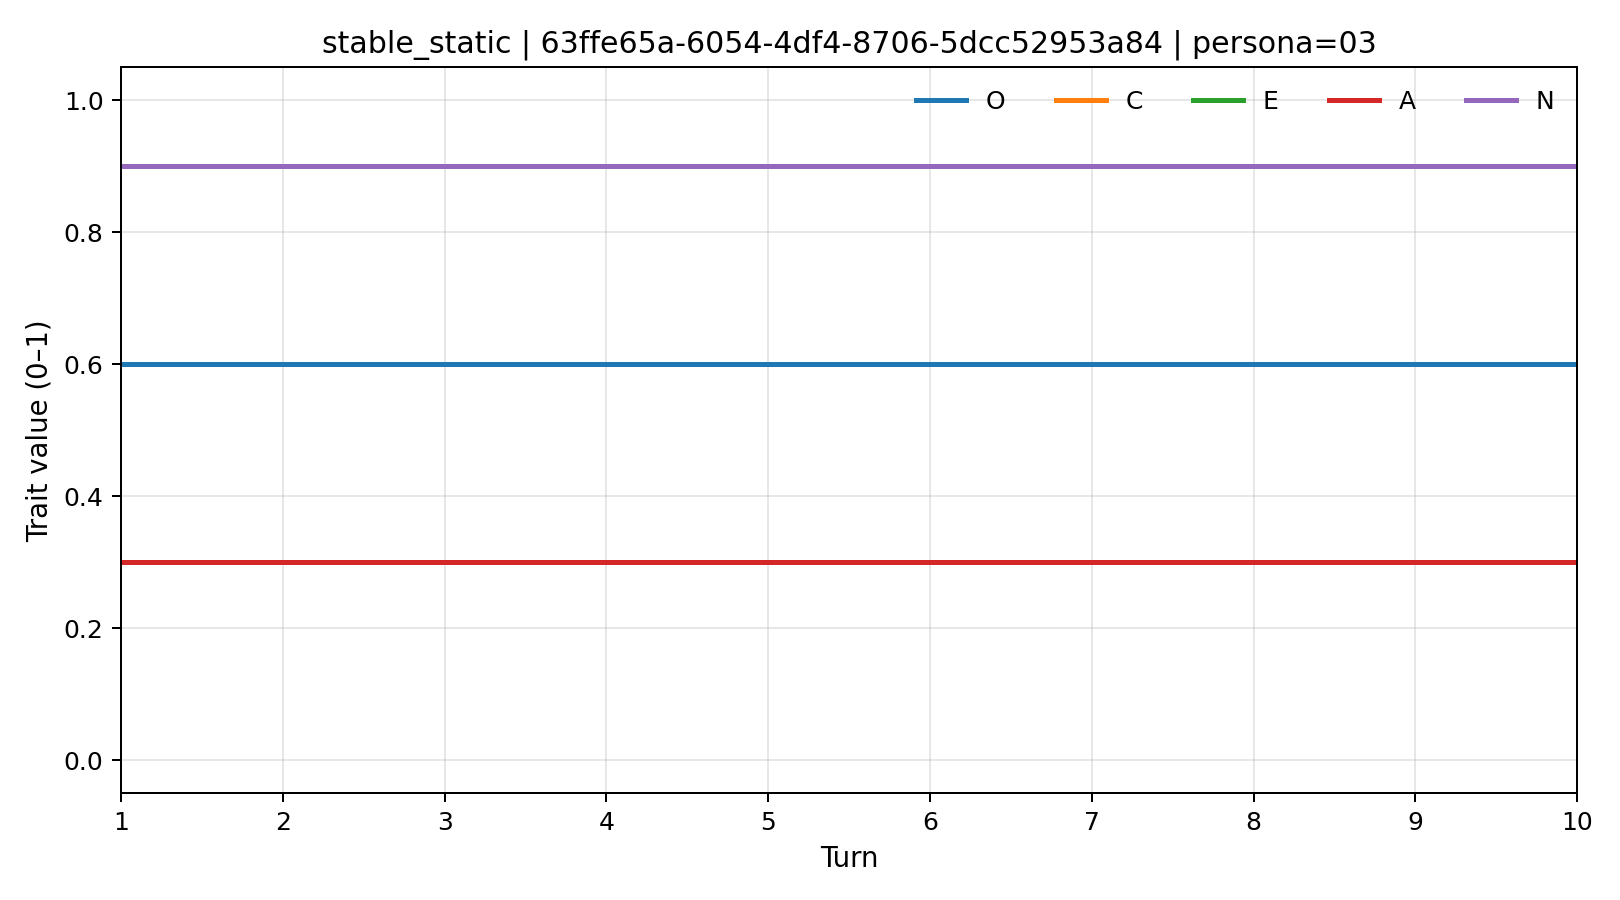 stable_static | 63ffe65a-6054-4df4-8706-5dcc52953a84 | persona=03
O C E A N
1.0
0.8
0.6
0.4
0.2
0.0
Trait value (0–1)
1 2 3 4 5 6 7 8 9 10
Turn